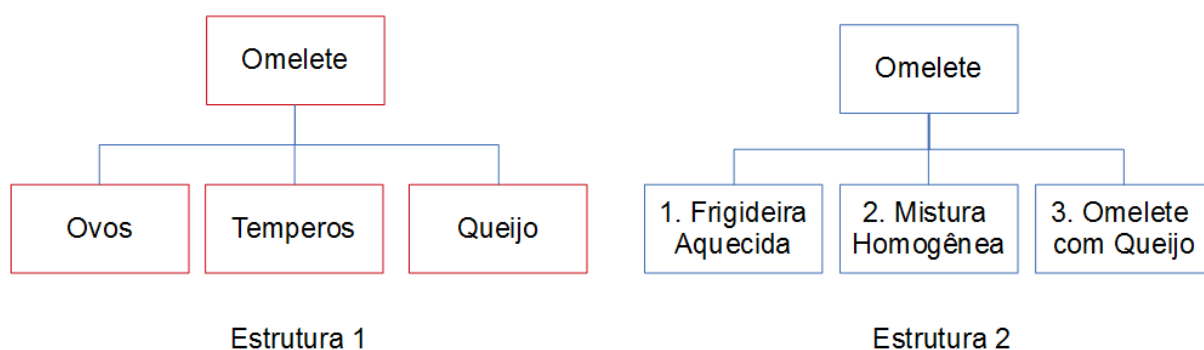 Omelete
Ovos
Temperos
Queijo
Estrutura 1
Omelete
1. Frigideira
Aquecida
2. Mistura
Homogênea
3. Omelete
com Queijo
Estrutura 2